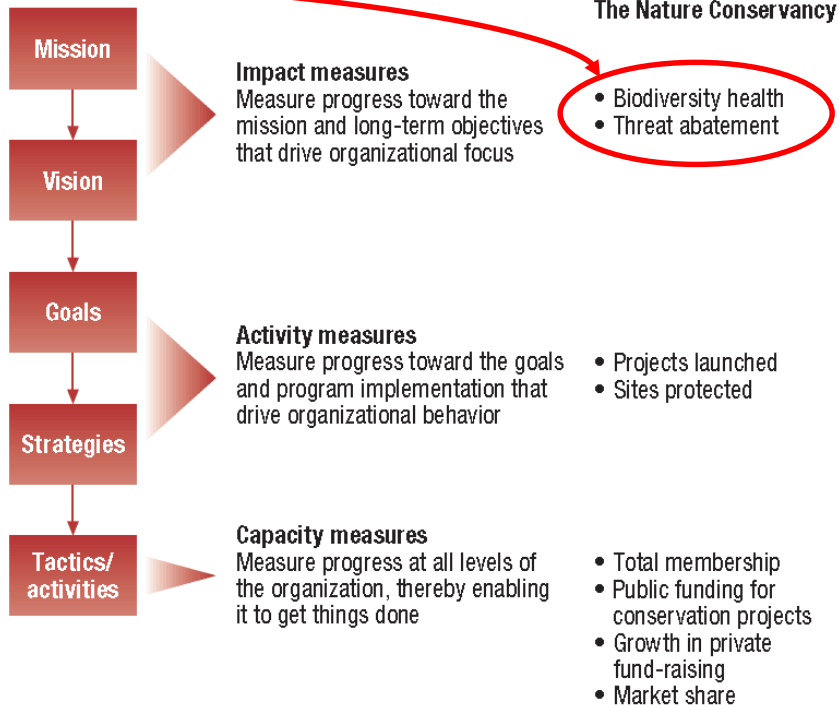 The Nature Conservancy
Mission
Impact measures
Measure progress toward the
mission and long-term objectives
that drive organizational focus
• Biodiversity health
• Threat abatement
Vision
Goals
Activity measures
Measure progress toward the goals
and program implementation that
drive organizational behavior
• Projects launched
• Sites protected
Strategies
Tactics/
activities
Capacity measures
Measure progress at all levels of
the organization, thereby enabling
it to get things done
• Total membership
• Public funding for
conservation projects
• Growth in private
fund-raising
• Market share